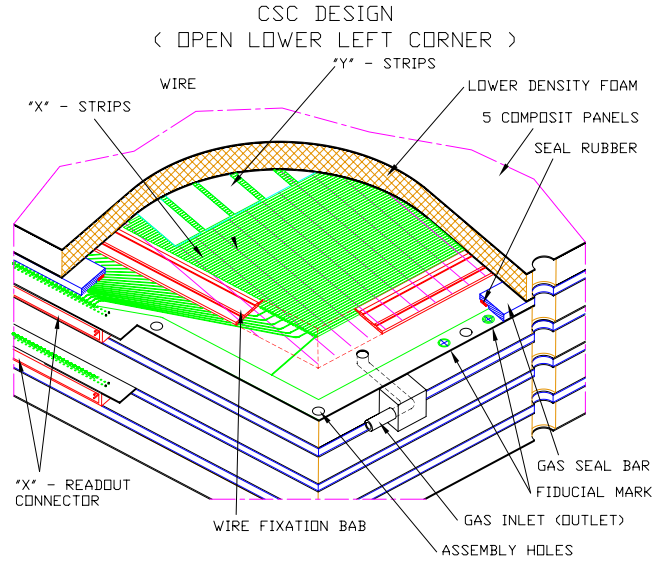 CSC DESIGN
( OPEN LOWER LEFT CORNER )
"Y" - STRIPS
WIRE
LOWER DENSITY FOAM
"X" - STRIPS
5 COMPOSIT PANELS
SEAL RUBBER
GAS SEAL BAR
"X" - READOUT
CONNECTOR
FIDUCIAL MARK
GAS INLET (OUTLET)
WIRE FIXATION BAB
ASSEMBLY HOLES